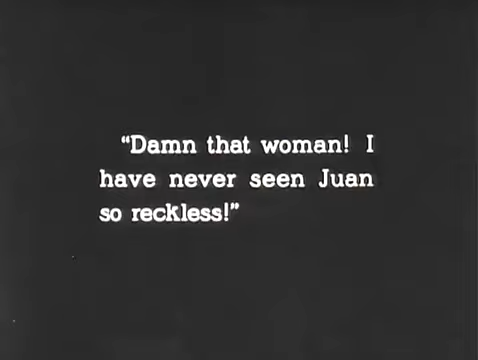 “Damn that woman! I
have never seen Juan
so reckless!”